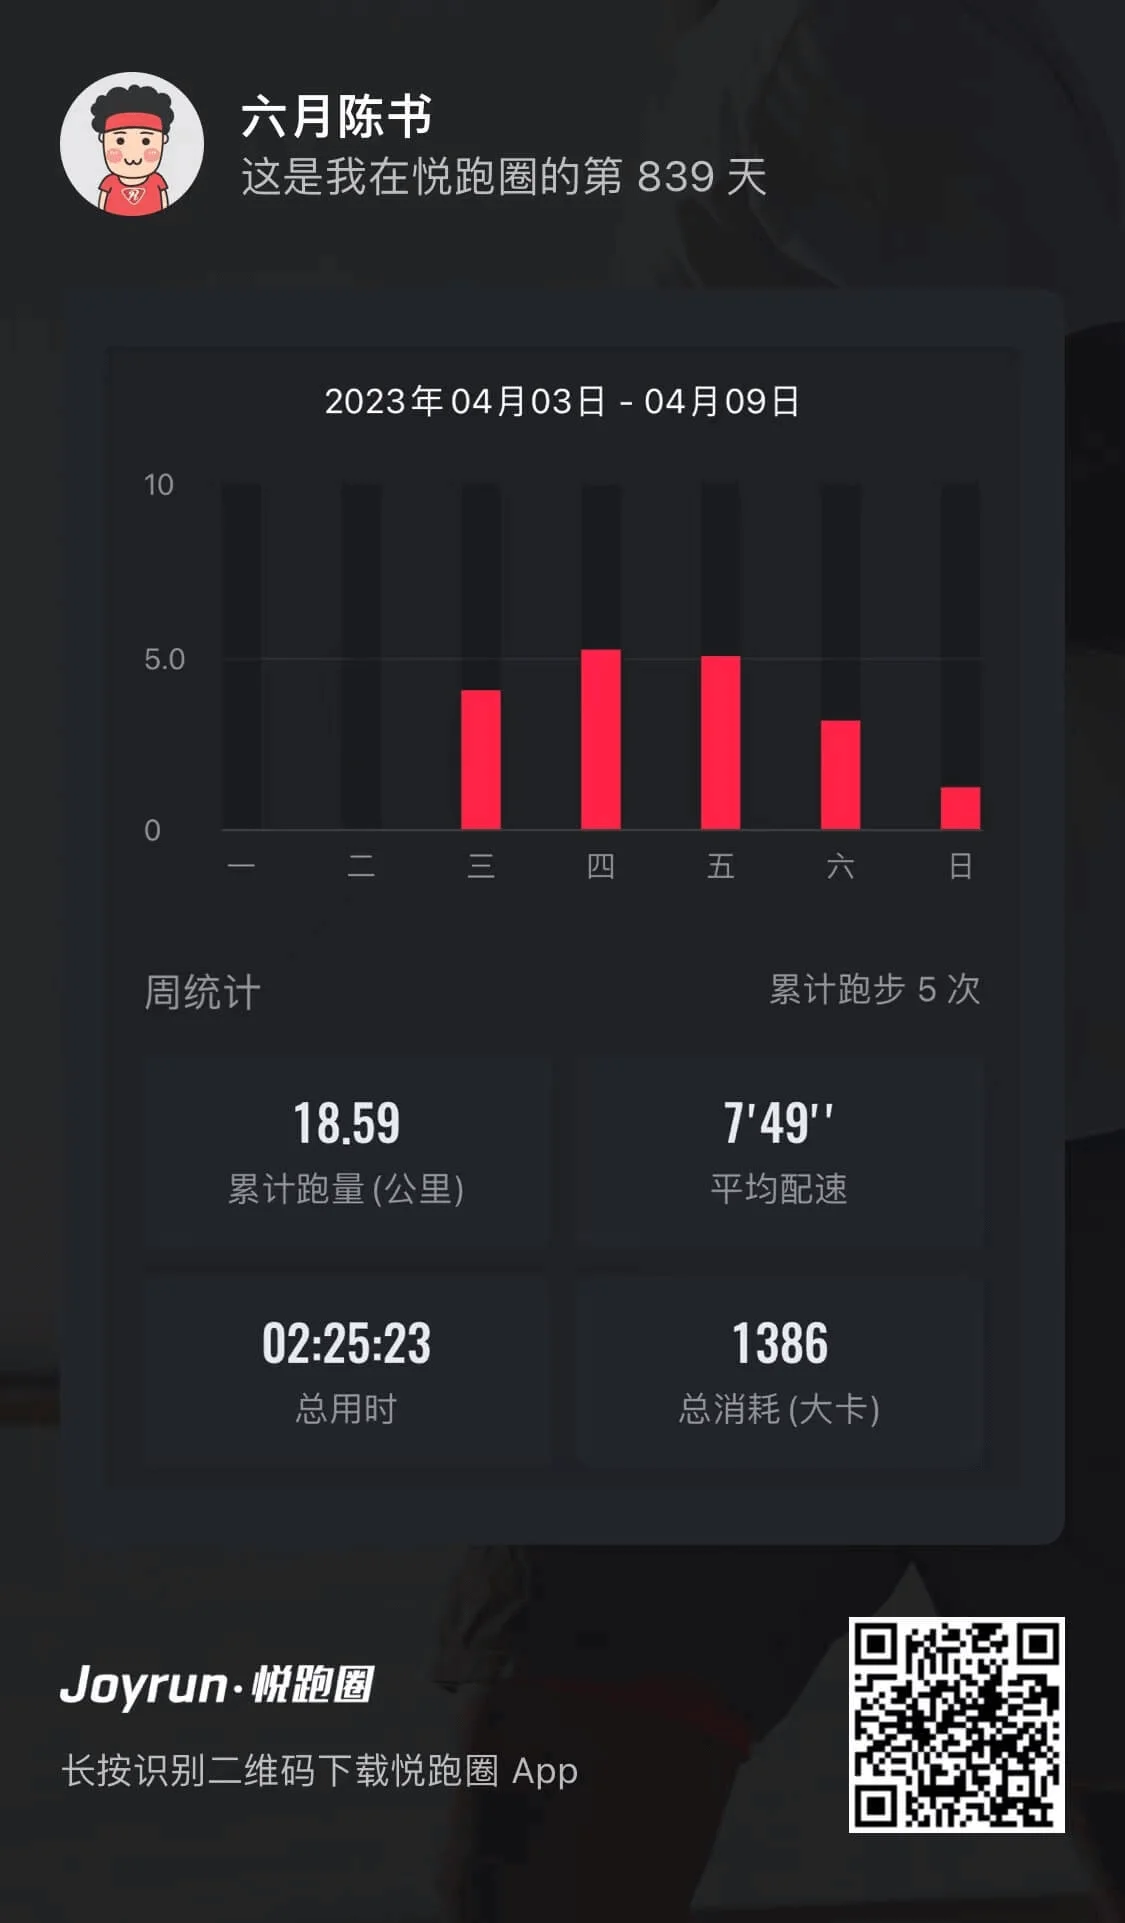 六月陈书
这是我在悦跑圈的第 839 天
2023年04月03日 - 04月09日
10
5.0
0
一 二 三 四 五 六 日
周统计 累计跑步 5 次
18.59 7'49''
累计跑量(公里) 平均配速
02:25:23 1386
总用时 总消耗(大卡)
Joyrun·悦跑圈
长按识别二维码下载悦跑圈 App